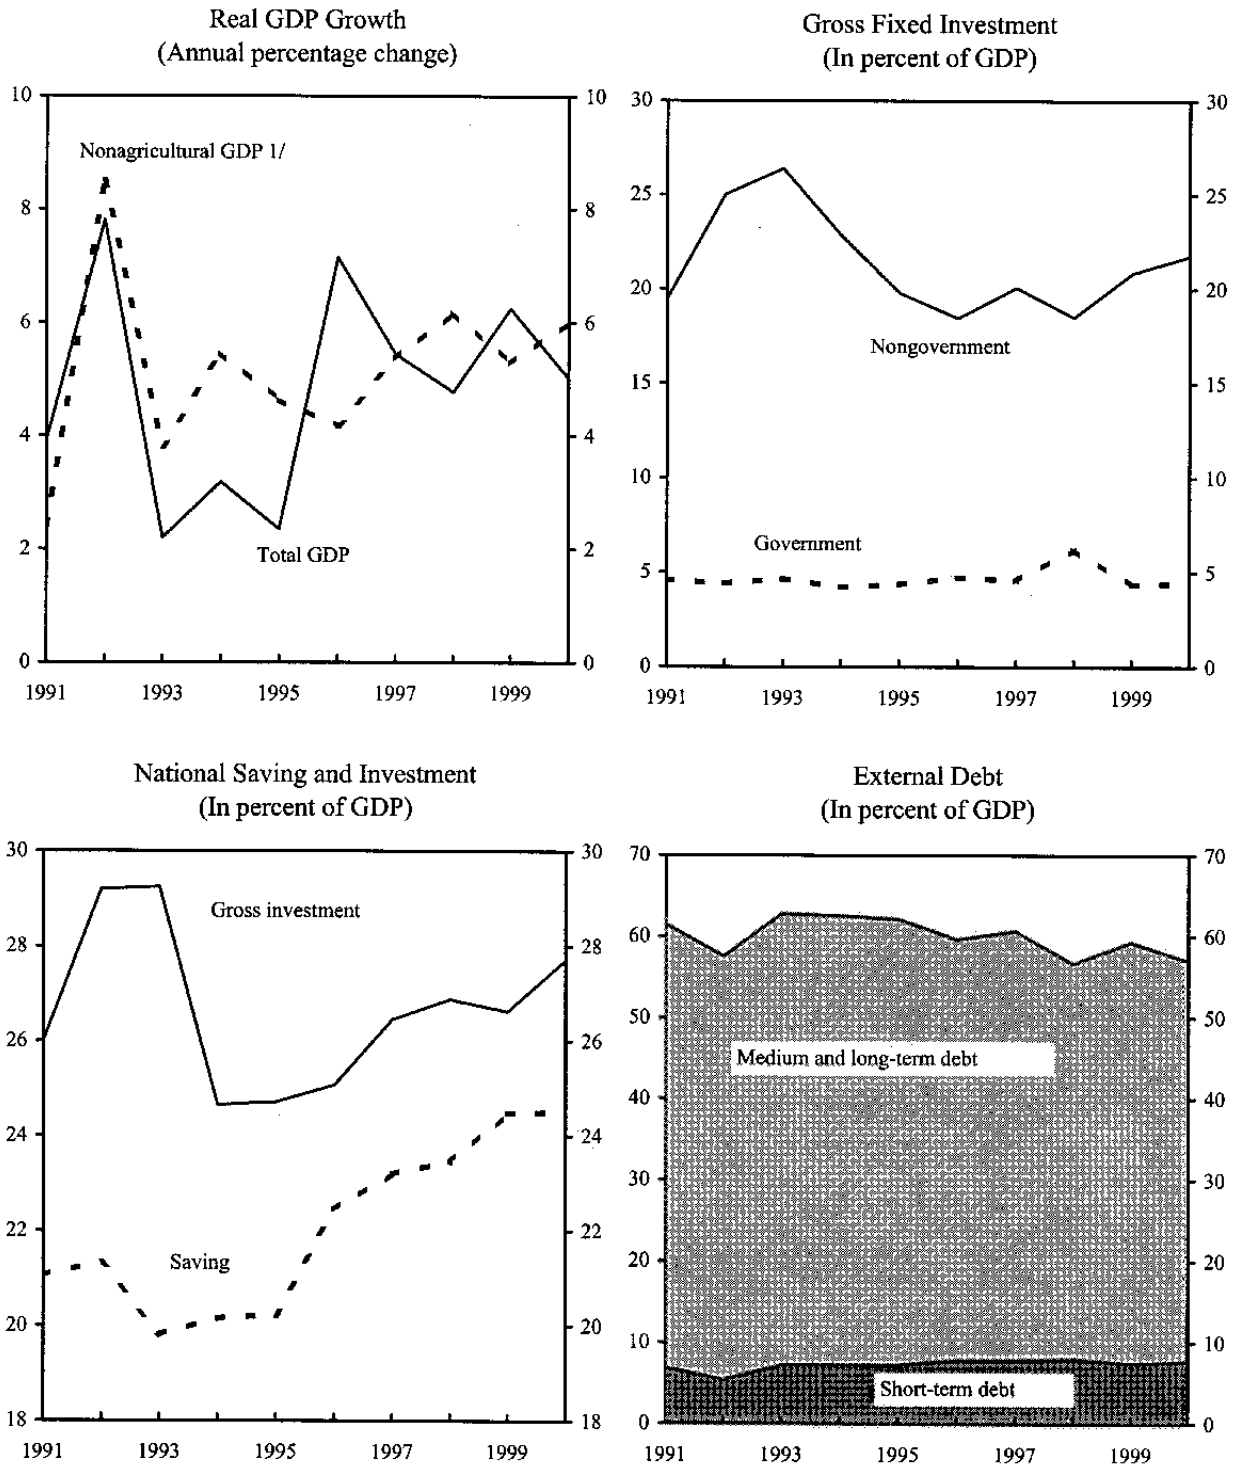 Real GDP Growth
(Annual percentage change)
10
10
Nonagricultural GDP 1/
8
8
6
6
4
4
Total GDP
2
2
0
0
1991 1993 1995 1997 1999
Gross Fixed Investment
(In percent of GDP)
30
30
25
25
20
20
Nongovernment
15
15
10
10
Government
5
5
0
0
1991 1993 1995 1997 1999
National Saving and Investment
(In percent of GDP)
30
30
Gross investment
28
28
26
26
24
24
22
22
Saving
20
20
18
18
1991 1993 1995 1997 1999
External Debt
(In percent of GDP)
70
70
60
60
50
50
Medium and long-term debt
40
40
30
30
20
20
10
10
Short-term debt
0
0
1991 1993 1995 1997 1999